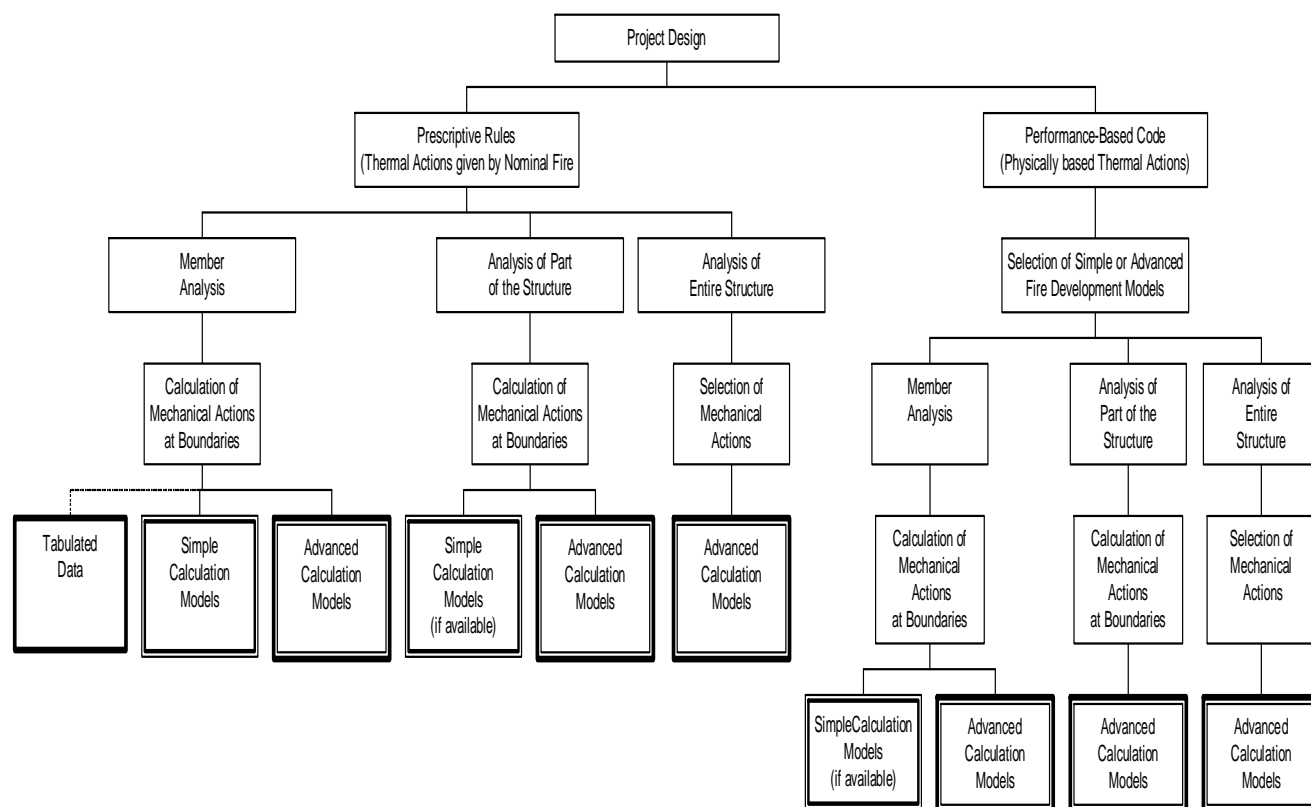 Project Design
Prescriptive Rules
(Thermal Actions given by Nominal Fire
Performance-Based Code
(Physically based Thermal Actions)
Member
Analysis
Analysis of Part
of the Structure
Analysis of
Entire Structure
Selection of Simple or Advanced
Fire Development Models
Calculation of
Mechanical Actions
at Boundaries
Calculation of
Mechanical Actions
at Boundaries
Selection of
Mechanical
Actions
Member
Analysis
Analysis of
Part of the
Structure
Analysis of
Entire
Structure
Tabulated
Data
Simple
Calculation
Models
Advanced
Calculation
Models
Simple
Calculation
Models
(if available)
Advanced
Calculation
Models
Advanced
Calculation
Models
Calculation of
Mechanical
Actions
at Boundaries
Calculation of
Mechanical
Actions
at Boundaries
Selection of
Mechanical
Actions
SimpleCalculation
Models
(if available)
Advanced
Calculation
Models
Advanced
Calculation
Models
Advanced
Calculation
Models